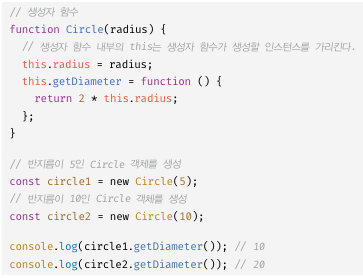 // 생성자 함수
function Circle(radius) {
  // 생성자 함수 내부의 this는 생성자 함수가 생성할 인스턴스를 가리킨다.
  this.radius = radius;
  this.getDiameter = function () {
    return 2 * this.radius;
  };
}

// 반지름이 5인 Circle 객체를 생성
const circle1 = new Circle(5);
// 반지름이 10인 Circle 객체를 생성
const circle2 = new Circle(10);

console.log(circle1.getDiameter()); // 10
console.log(circle2.getDiameter()); // 20